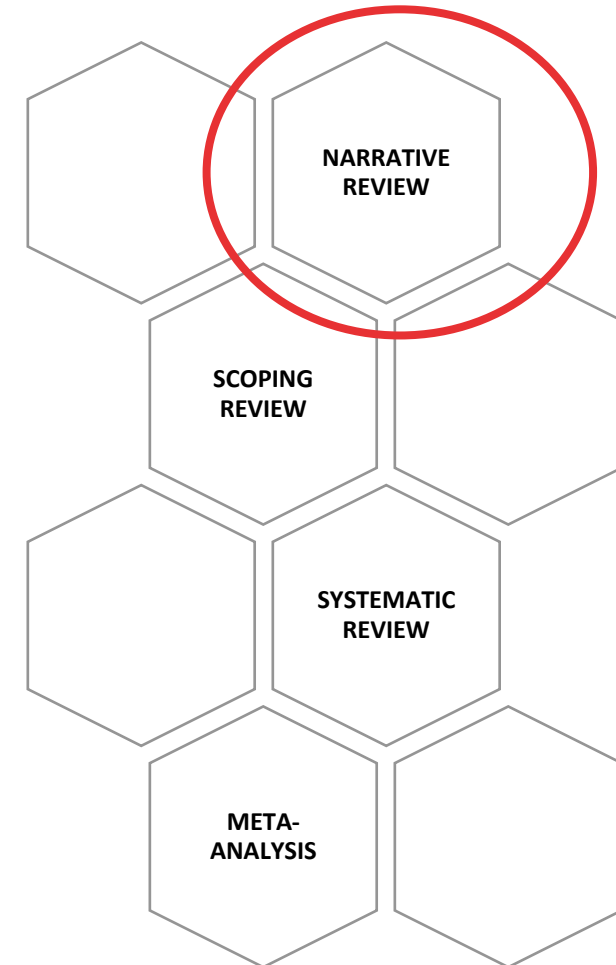 NARRATIVE
REVIEW
SCOPING
REVIEW
SYSTEMATIC
REVIEW
META-
ANALYSIS